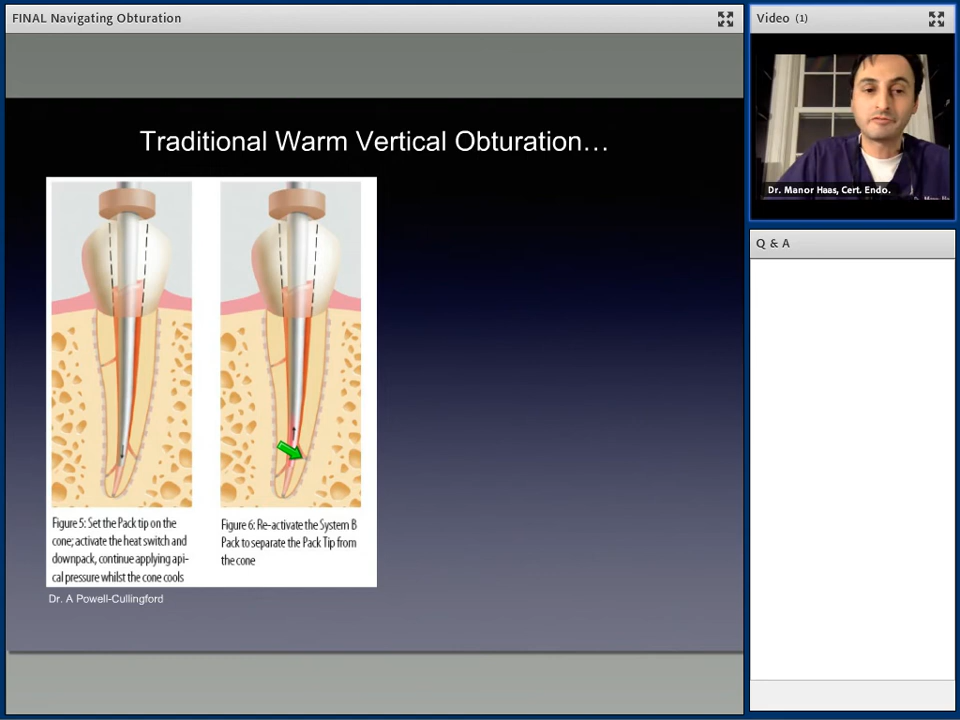 FINAL Navigating Obturation
Video (1)
Traditional Warm Vertical Obturation…
Dr. Manor Haas, Cert. Endo.
Q & A
Figure 5: Set the Pack tip on the
cone; activate the heat switch and
downpack, continue applying api-
cal pressure whilst the cone cools
Figure 6: Re-activate the System B
Pack to separate the Pack Tip from
the cone
Dr. A Powell-Cullingford